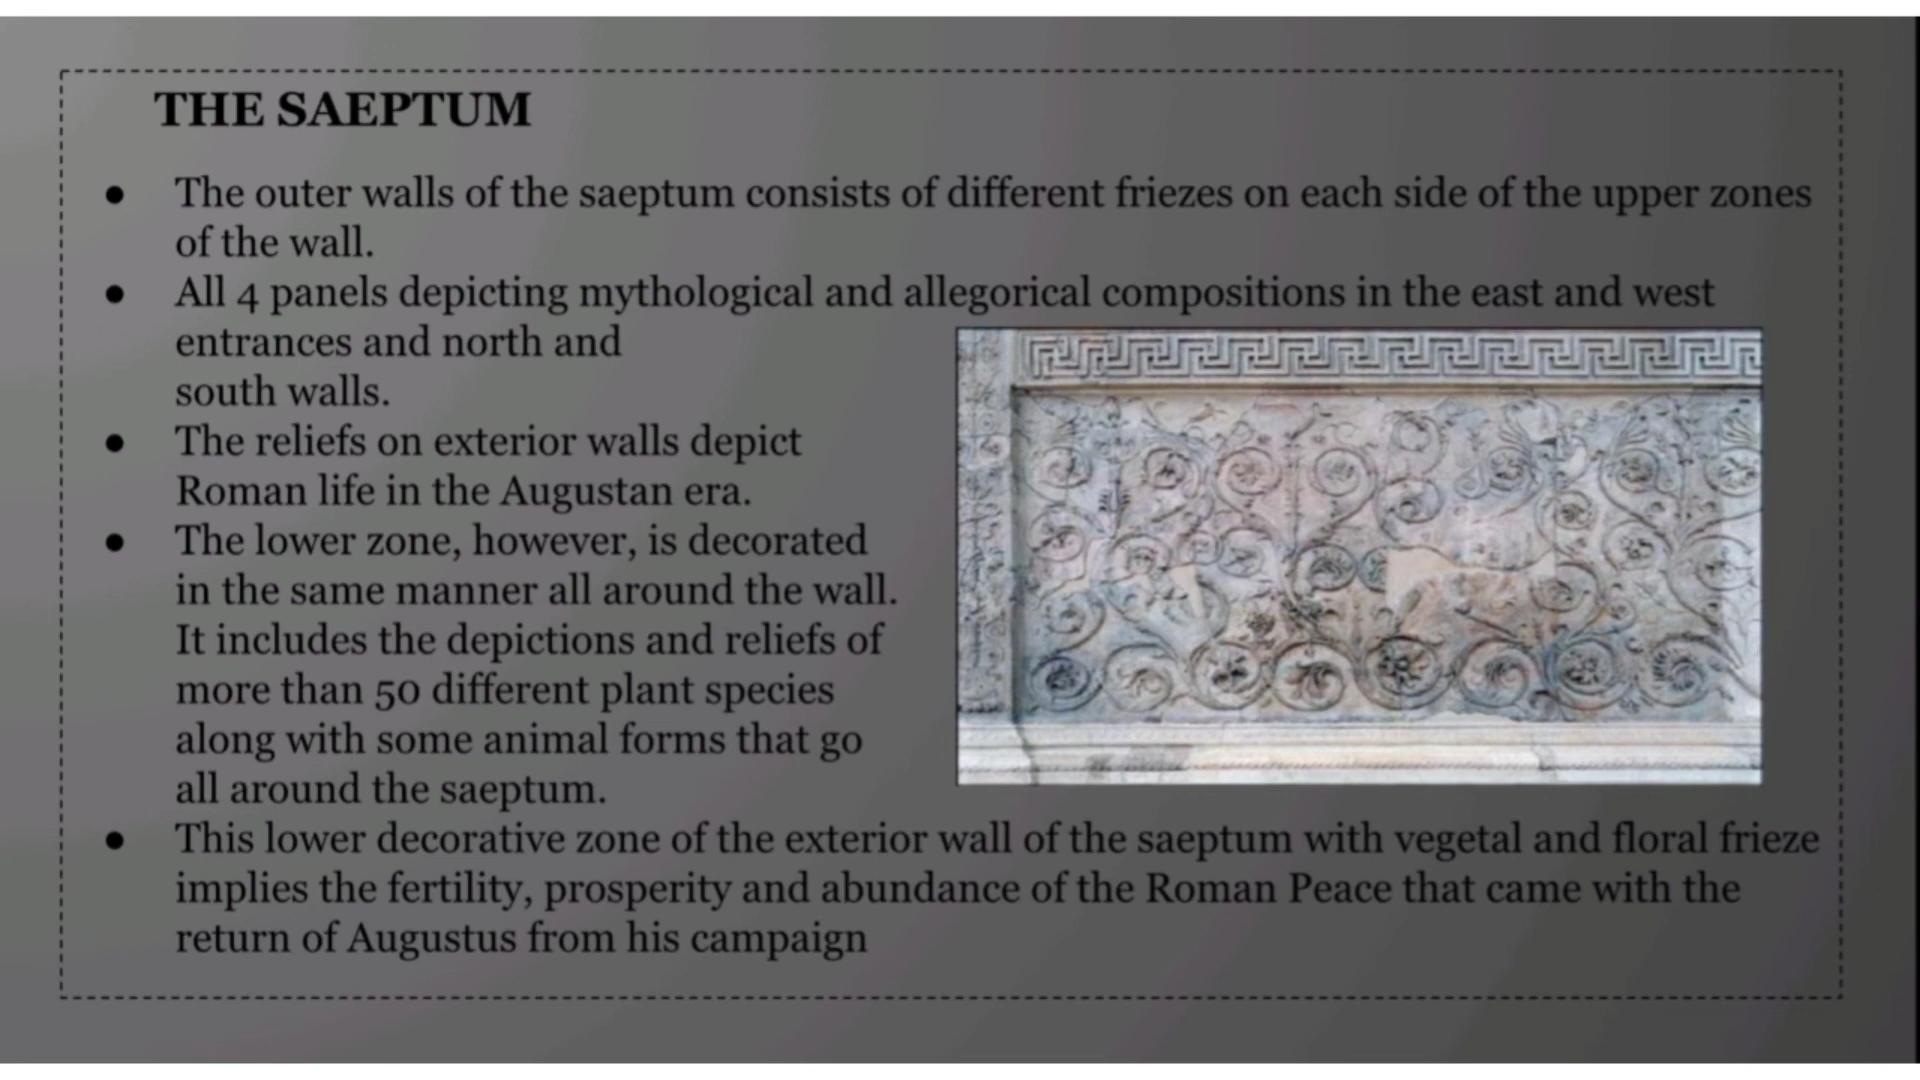 THE SAEPTUM
● The outer walls of the saeptum consists of different friezes on each side of the upper zones
of the wall.
● All 4 panels depicting mythological and allegorical compositions in the east and west
entrances and north and
south walls.
● The reliefs on exterior walls depict
Roman life in the Augustan era.
● The lower zone, however, is decorated
in the same manner all around the wall.
It includes the depictions and reliefs of
more than 50 different plant species
along with some animal forms that go
all around the saeptum.
● This lower decorative zone of the exterior wall of the saeptum with vegetal and floral frieze
implies the fertility, prosperity and abundance of the Roman Peace that came with the
return of Augustus from his campaign